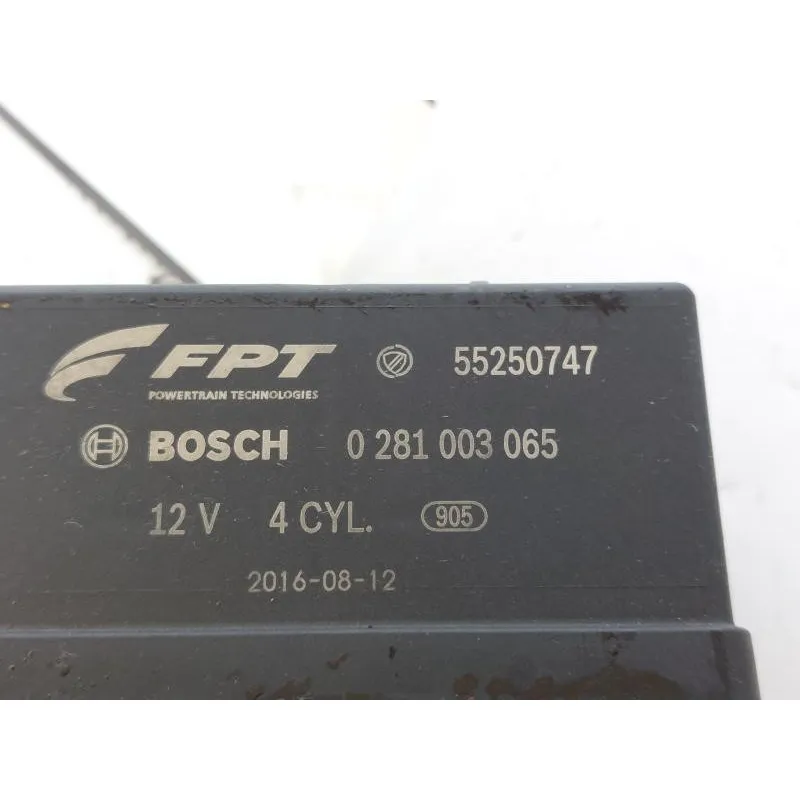 FPT 55250747
POWERTRAIN TECHNOLOGIES
BOSCH 0 281 003 065
12 V 4 CYL. 905
2016-08-12